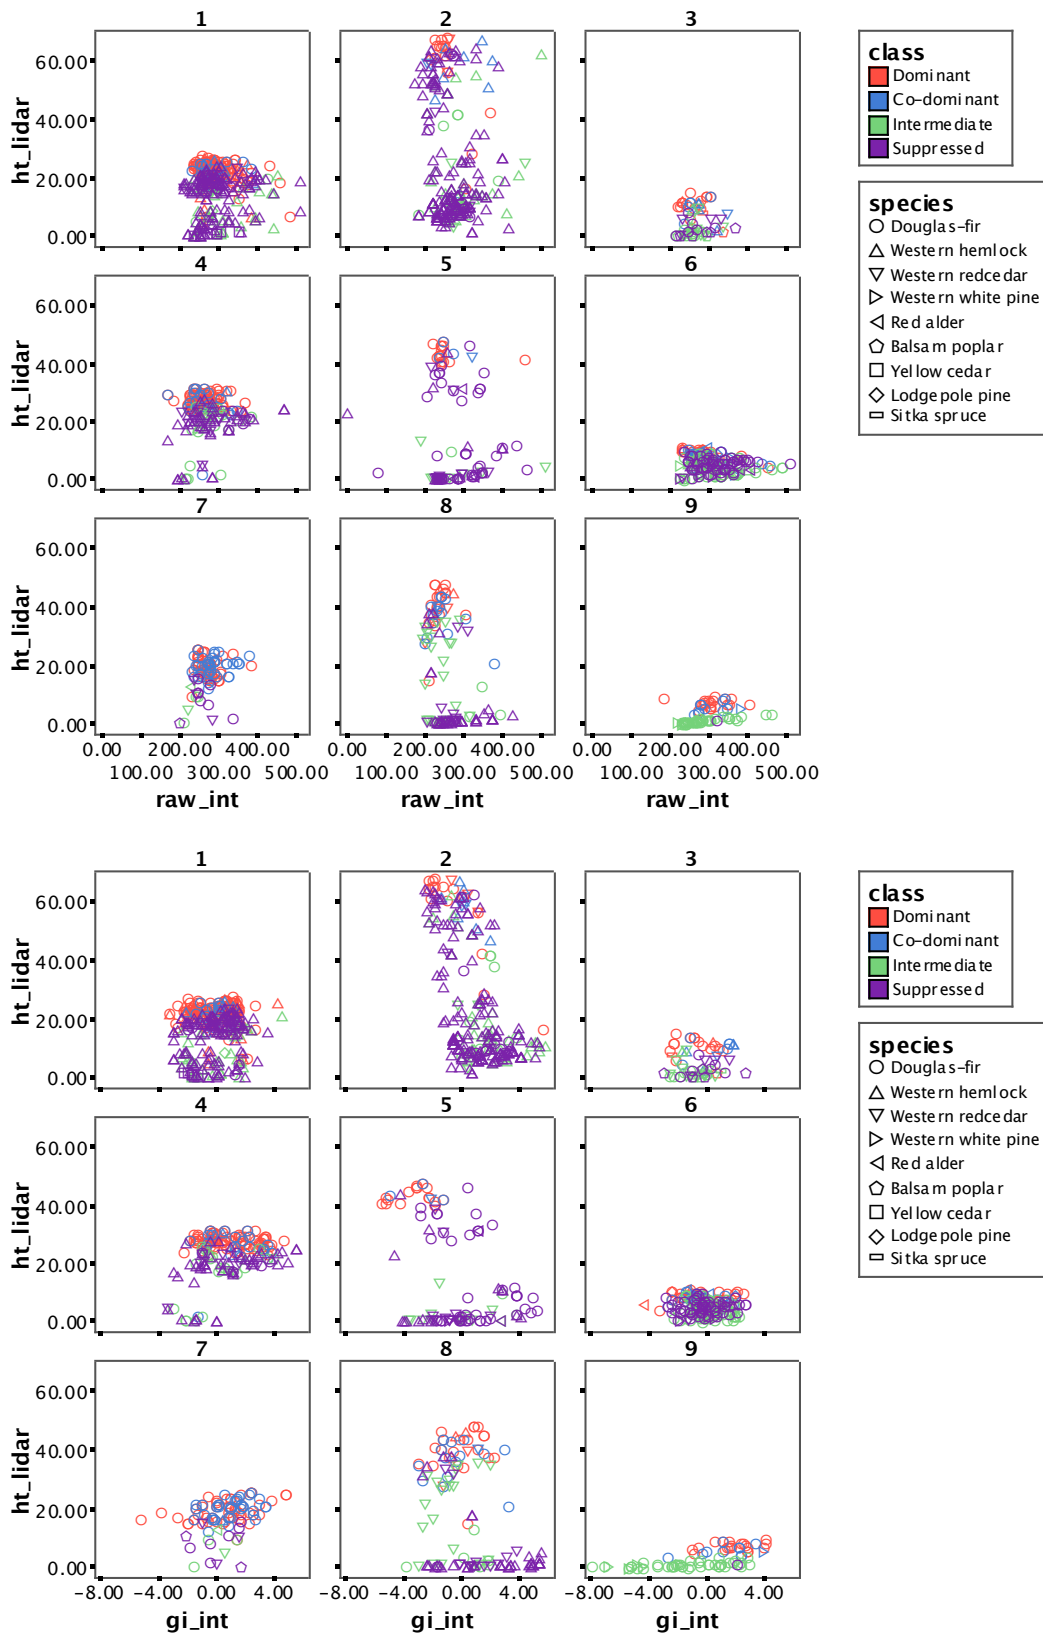 1 2 3
class
Dominant
Co-dominant
Intermediate
Suppressed
species
Douglas-fir
Western hemlock
Western redcedar
Western white pine
Red alder
Balsam poplar
Yellow cedar
Lodgepole pine
Sitka spruce
ht_lidar
60.00
40.00
20.00
0.00
4 5 6
ht_lidar
60.00
40.00
20.00
0.00
7 8 9
ht_lidar
60.00
40.00
20.00
0.00
0.00 200.00 300.00 500.00 0.00 200.00 300.00 500.00 0.00 200.00 300.00 500.00
100.00 400.00 100.00 400.00 100.00 400.00
raw_int raw_int raw_int
1 2 3
class
Dominant
Co-dominant
Intermediate
Suppressed
species
Douglas-fir
Western hemlock
Western redcedar
Western white pine
Red alder
Balsam poplar
Yellow cedar
Lodgepole pine
Sitka spruce
ht_lidar
60.00
40.00
20.00
0.00
4 5 6
ht_lidar
60.00
40.00
20.00
0.00
7 8 9
ht_lidar
60.00
40.00
20.00
0.00
-8.00 -4.00 0.00 4.00 -8.00 -4.00 0.00 4.00 -8.00 -4.00 0.00 4.00
gi_int gi_int gi_int